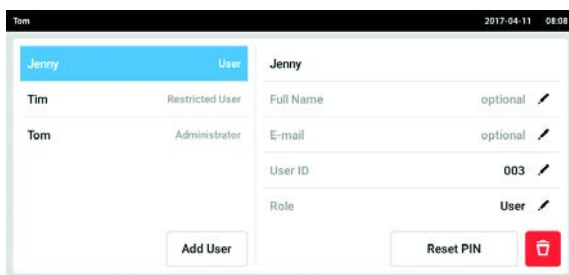 Tom 2017-04-11 08:08
Jenny User
Tim Restricted User
Tom Administrator
Add User
Jenny
Full Name optional
E-mail optional
User ID 003
Role User
Reset PIN